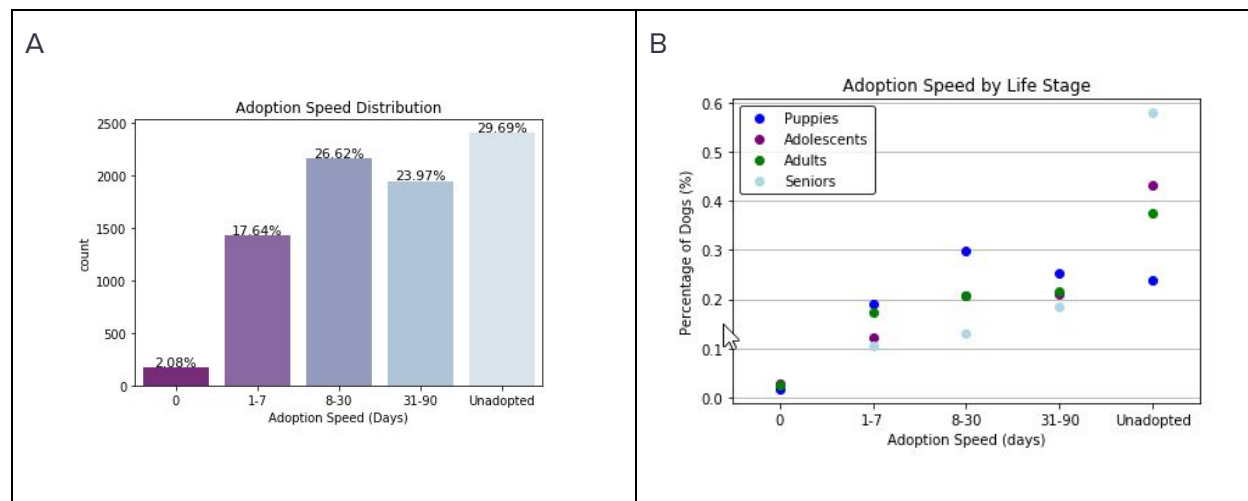 A
Adoption Speed Distribution
2500
2000
1500
1000
500
0
count
2.08%
17.64%
26.62%
23.97%
29.69%
0
1-7
8-30
31-90
Unadopted
Adoption Speed (Days)
B
Adoption Speed by Life Stage
0.6
0.5
0.4
0.3
0.2
0.1
0.0
Percentage of Dogs (%)
Puppies
Adolescents
Adults
Seniors
0
1-7
8-30
31-90
Unadopted
Adoption Speed (days)